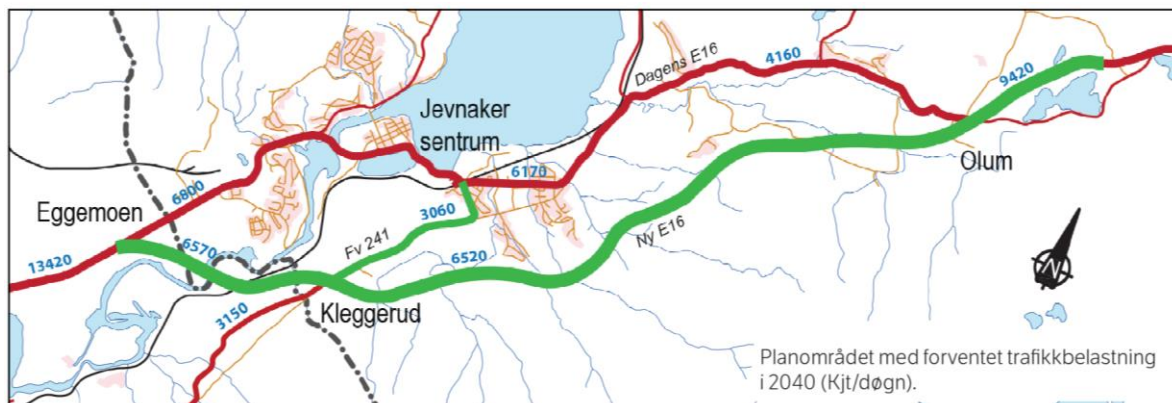 Dagens E16
4160
9420
Jevnaker
sentrum
6170
Olum
6800
Eggemoen
3060
Fv 241
Ny E16
6570
6520
13420
Kleggerud
3150
N
Planområdet med forventet trafikkbelastning
i 2040 (Kjt/døgn).